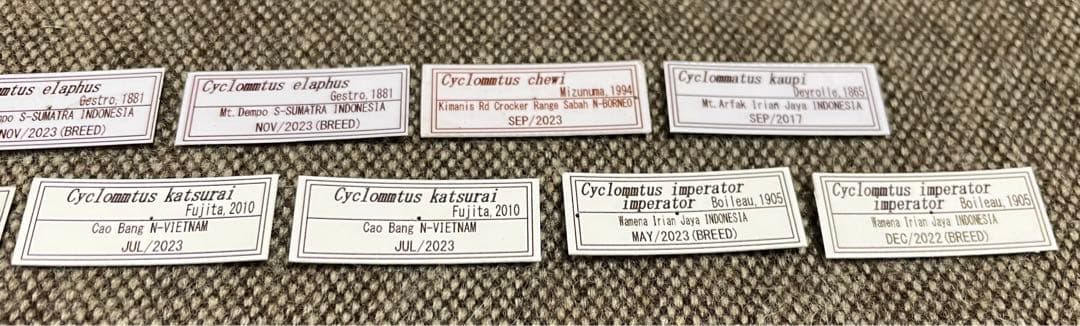 mtus elaphus
Gestro, 1881
po S-SUMATRA INDONESIA
NOV/2023(BREED)
Cyclommtus elaphus
Gestro, 1881
Mt. Dempo S-SUMATRA INDONESIA
NOV/2023(BREED)
Cyclommtus chewi
Mizunuma, 1994
Kimanis Rd Crocker Range Sabah N-BORNEO
SEP/2023
Cyclommatus kaupi
Deyrolle, 1865
Mt. Arfak Irian Jaya INDONESIA
SEP/2017
Cyclommtus katsurai
Fujita, 2010
Cao Bang N-VIETNAM
JUL/2023
Cyclommtus katsurai
Fujita, 2010
Cao Bang N-VIETNAM
JUL/2023
Cyclommtus imperator
imperator Boileau, 1905
Wamena Irian Jaya INDONESIA
MAY/2023(BREED)
Cyclommtus imperator
imperator Boileau, 1905
Wamena Irian Jaya INDONESIA
DEC/2022(BREED)